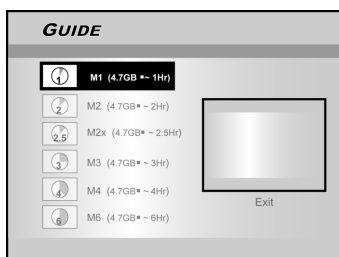 GUIDE
1 M1 (4.7GB■~ 1Hr)
2 M2 (4.7GB■~ 2Hr)
2.5 M2x (4.7GB■~ 2.5Hr)
3 M3 (4.7GB■~ 3Hr)
4 M4 (4.7GB■~ 4Hr)
6 M6 (4.7GB■~ 6Hr)
Exit